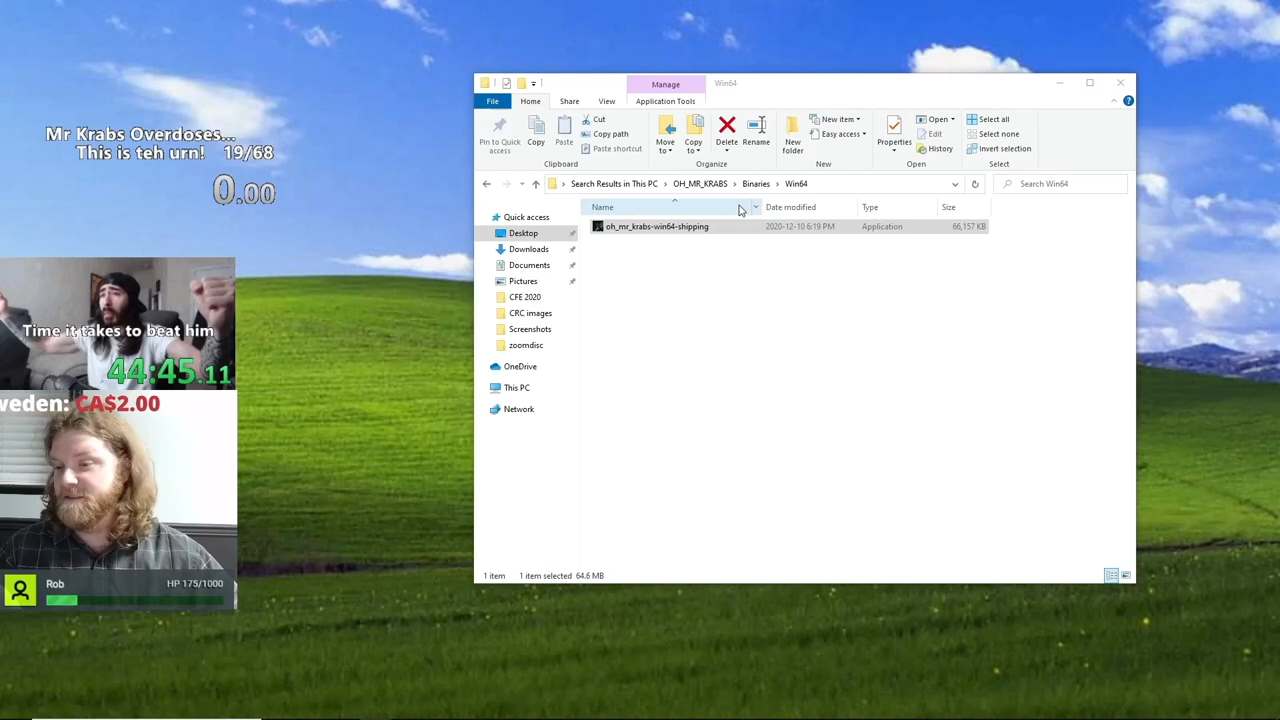 Mr Krabs Overdoses...
This is teh urn! 19/68
0.00
Time it takes to beat him
44:45.11
weden: CA$2.00
Rob HP 175/1000
Manage Win64
File Home Share View Application Tools
Pin to Quick access
Copy
Paste
Cut
Copy path
Paste shortcut
Clipboard
Move to
Copy to
Delete
Rename
Organize
New folder
New item
Easy access
New
Properties
Open
Edit
History
Open
Select all
Select none
Invert selection
Select
Search Results in This PC > OH_MR_KRABS > Binaries > Win64
Search Win64
Name Date modified Type Size
oh_mr_krabs-win64-shipping 2020-12-10 6:19 PM Application 66,157 KB
Quick access
Desktop
Downloads
Documents
Pictures
CFE 2020
CRC images
Screenshots
zoomdisc
OneDrive
This PC
Network
1 item 1 item selected 64.6 MB